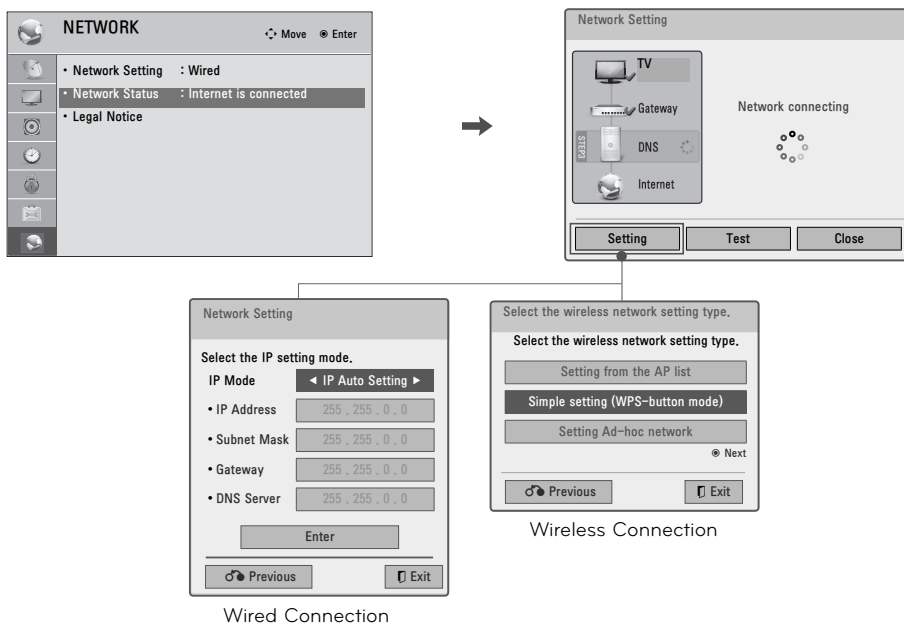 NETWORK
Move Enter
• Network Setting : Wired
• Network Status : Internet is connected
• Legal Notice
Network Setting
TV
Gateway
STEP3
DNS
Internet
Network connecting
Setting Test Close
Network Setting
Select the IP setting mode.
IP Mode ◄ IP Auto Setting ►
• IP Address 255 . 255 . 0 . 0
• Subnet Mask 255 . 255 . 0 . 0
• Gateway 255 . 255 . 0 . 0
• DNS Server 255 . 255 . 0 . 0
Enter
Previous Exit
Wired Connection
Select the wireless network setting type.
Select the wireless network setting type.
Setting from the AP list
Simple setting (WPS-button mode)
Setting Ad-hoc network
Next
Previous Exit
Wireless Connection